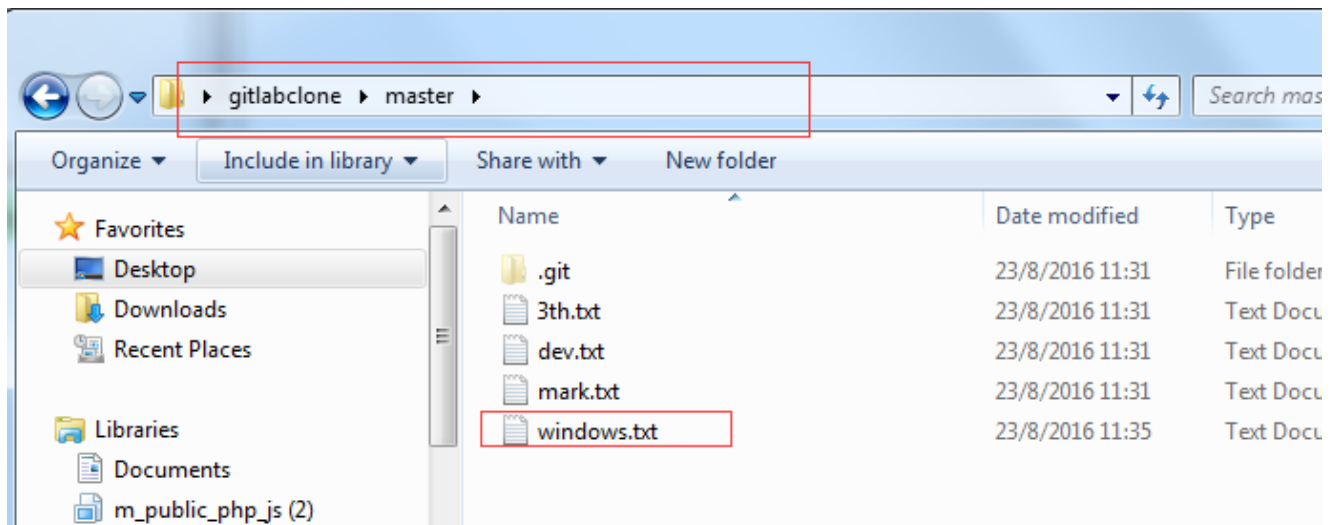 gitlabclone master
Search mas
Organize Include in library Share with New folder
Name Date modified Type
Favorites
Desktop
Downloads
Recent Places
Libraries
Documents
m_public_php_js (2)
.git 23/8/2016 11:31 File folder
3th.txt 23/8/2016 11:31 Text Docu
dev.txt 23/8/2016 11:31 Text Docu
mark.txt 23/8/2016 11:31 Text Docu
windows.txt 23/8/2016 11:35 Text Docu